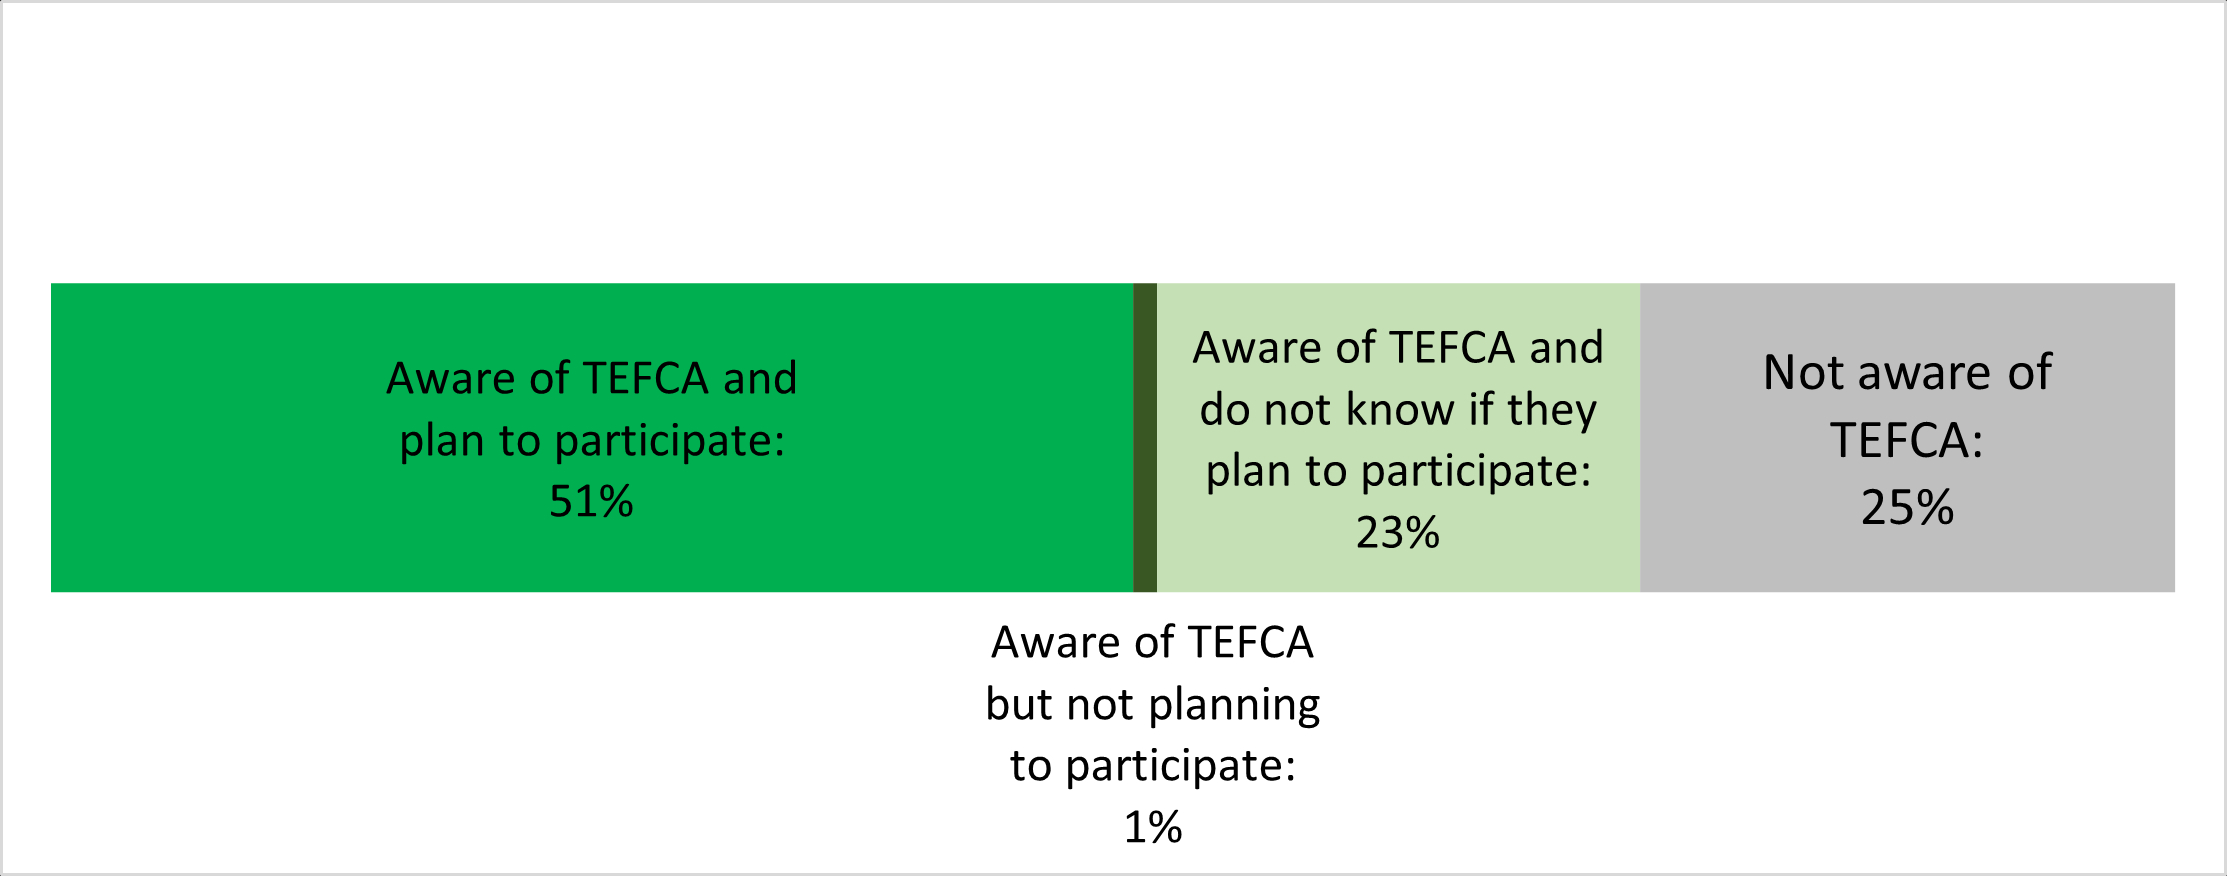 Aware of TEFCA and
plan to participate:
51%
Aware of TEFCA
but not planning
to participate:
1%
Aware of TEFCA and
do not know if they
plan to participate:
23%
Not aware of
TEFCA:
25%